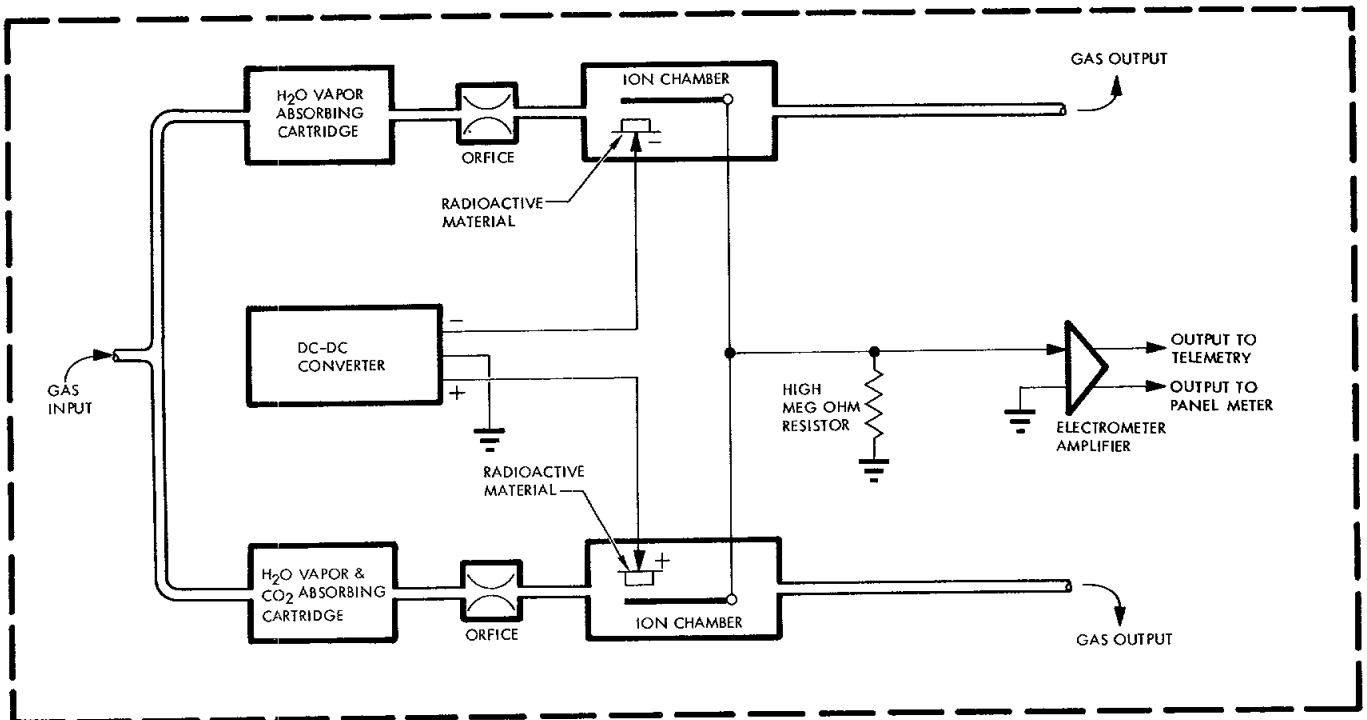 GAS OUTPUT
H2O VAPOR
ABSORBING
CARTRIDGE
ORFICE
ION CHAMBER
−
RADIOACTIVE
MATERIAL
DC-DC
CONVERTER
−
+
GAS
INPUT
HIGH
MEG OHM
RESISTOR
OUTPUT TO
TELEMETRY
OUTPUT TO
PANEL METER
ELECTROMETER
AMPLIFIER
RADIOACTIVE
MATERIAL
+
H2O VAPOR &
CO2 ABSORBING
CARTRIDGE
ORFICE
ION CHAMBER
GAS OUTPUT